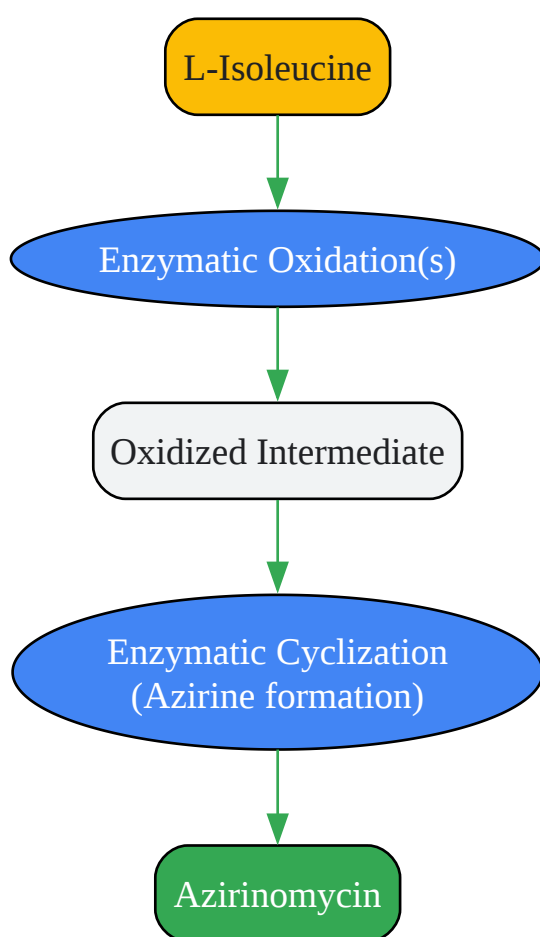 L-Isoleucine
Enzymatic Oxidation(s)
Oxidized Intermediate
Enzymatic Cyclization
(Azirine formation)
Azirinomycin